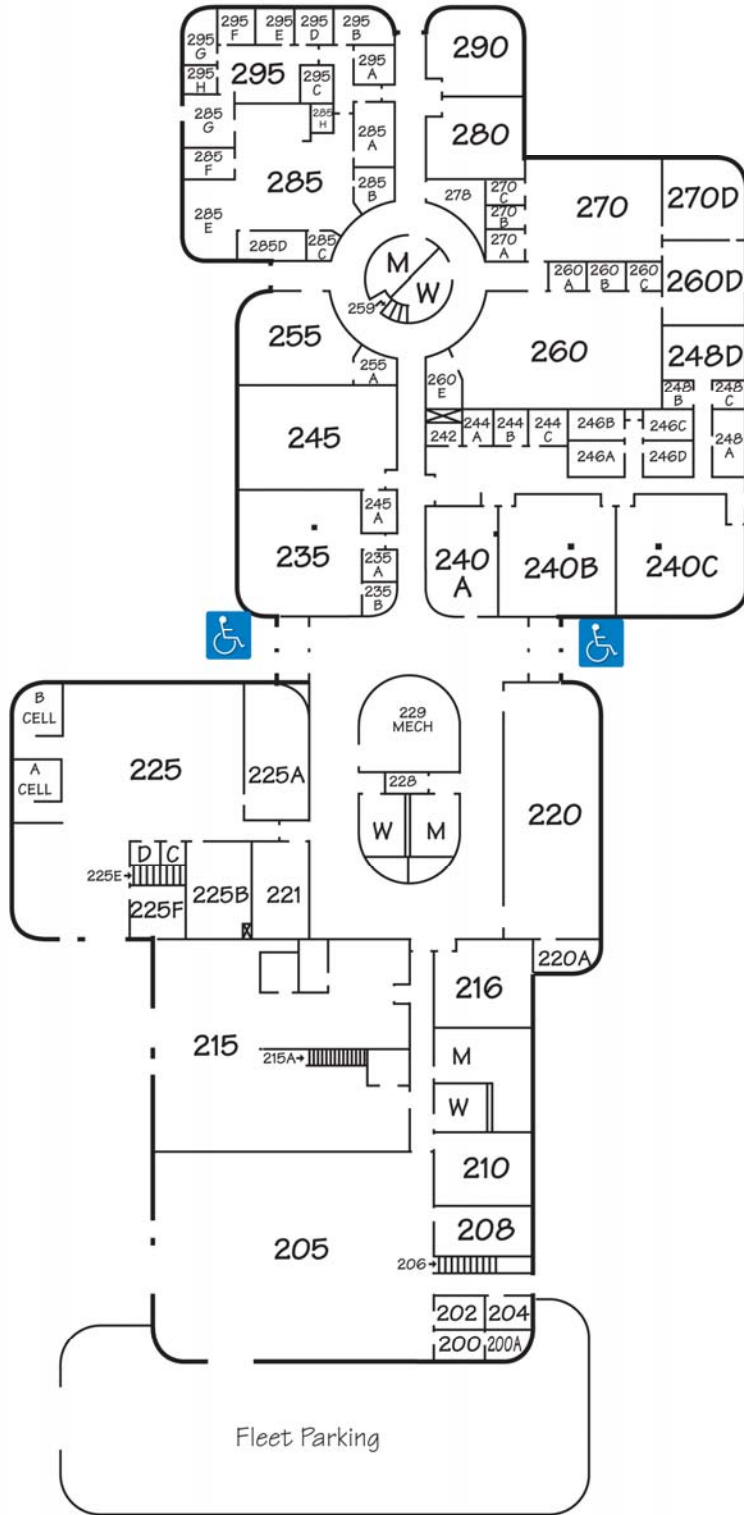 295
F
295
E
295
D
295
B
295
G
295
H
295
295
C
295
A
290
285
G
285
H
285
A
280
285
F
285
285
B
285
E
285D
285
C
278
270
C
270
B
270
A
270
270D
M
W
259→
260
A
260
B
260
C
260D
255
255
A
260
E
260
248D
248
B
248
C
245
242
244
A
244
B
244
C
246B
246C
246A
246D
248
A
245
A
235
235
A
235
B
240
A
240B
240C
B
CELL
A
CELL
225
225A
229
MECH
228
W
M
220
D
C
225E→
225F
225B
221
220A
216
215
215A→
M
W
210
208
205
206→
202
204
200
200A
Fleet Parking